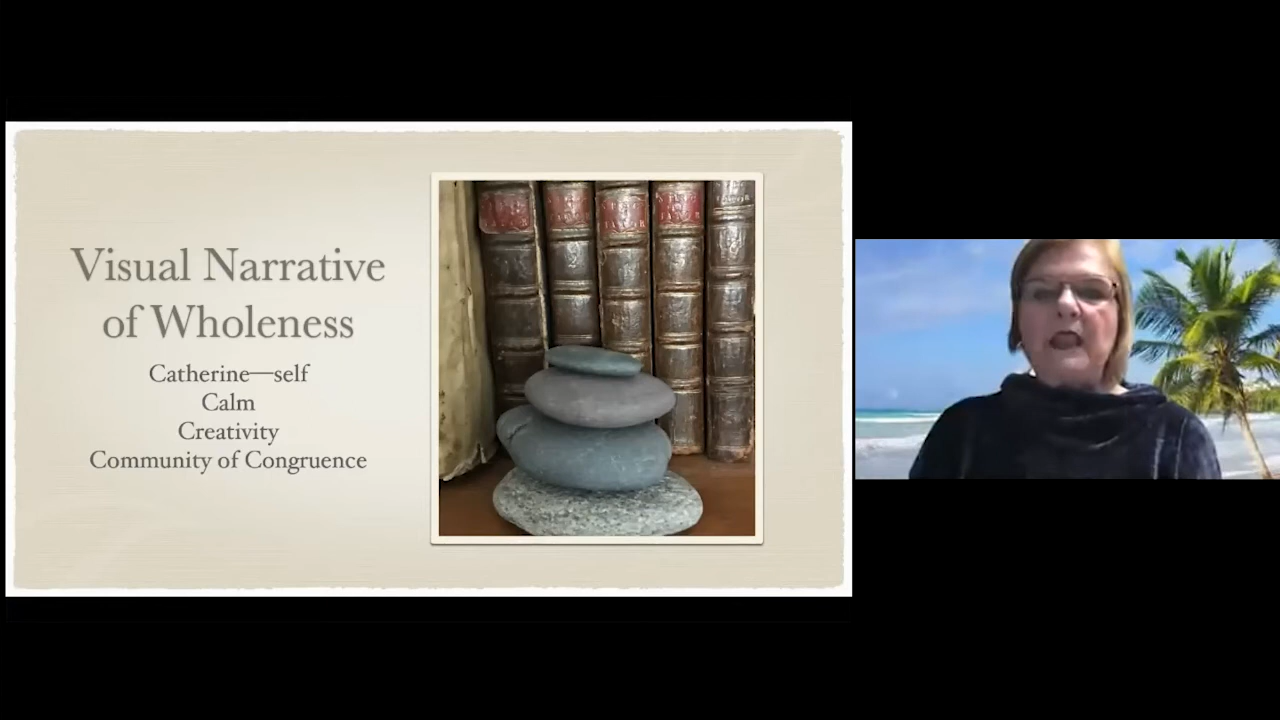 Visual Narrative
of Wholeness
Catherine—self
Calm
Creativity
Community of Congruence